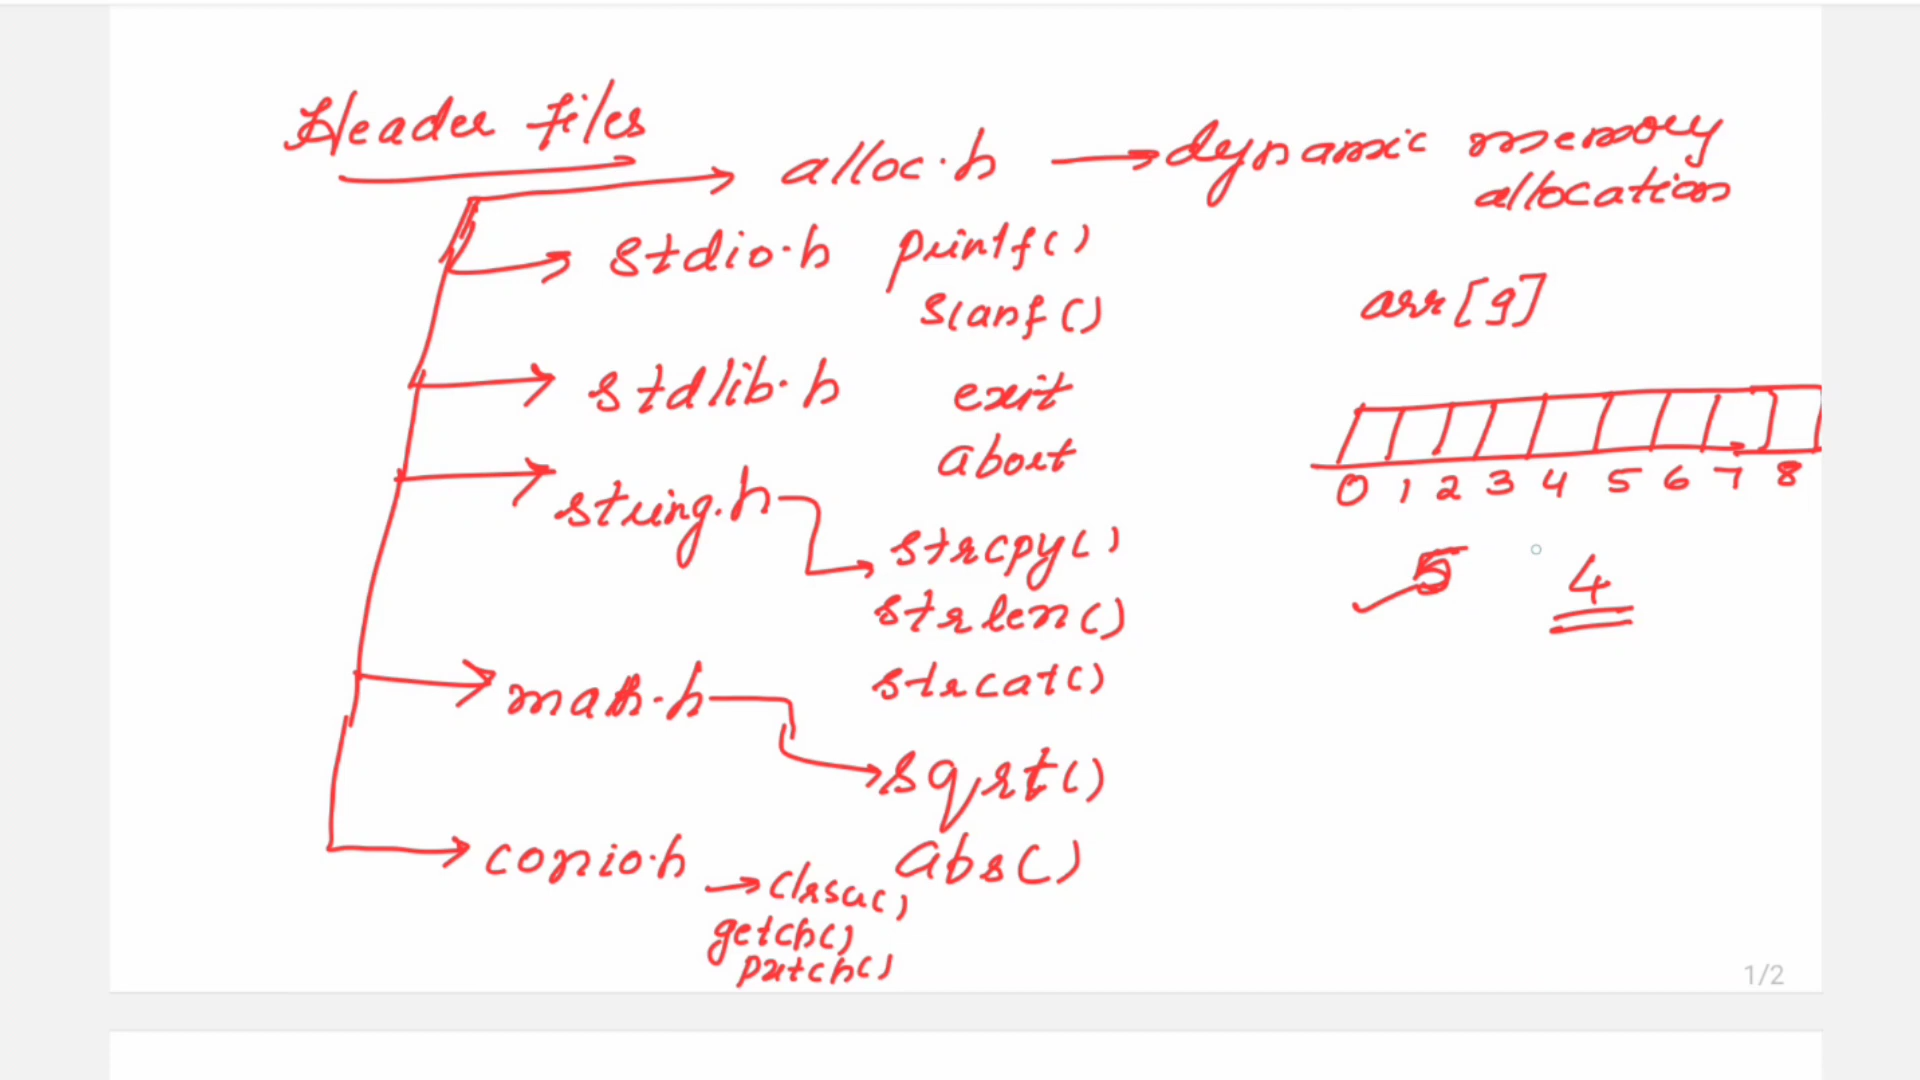 Header files
alloc.h → dynamic memory
allocation
stdio.h printf()
scanf()
arr[9]
stdlib.h exit
abort
0 1 2 3 4 5 6 7 8
string.h
strcpy()
5 4
strlen()
strcat()
math.h
sqrt()
abs()
conio.h → clrscr()
getch()
putch()
1/2